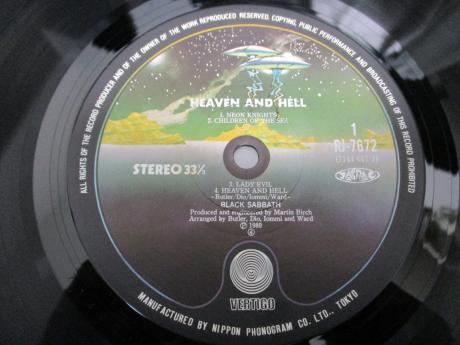 ALL RIGHTS OF THE RECORD PRODUCER AND OF THE OWNER OF THE WORK REPRODUCED RESERVED. COPYING, PUBLIC PERFORMANCE AND BROADCASTING OF THIS RECORD PROHIBITED
HEAVEN AND HELL
1. NEON KNIGHTS
2. CHILDREN OF THE SEA
1
RJ-7672
STEREO 33⅓
3. LADY EVIL
4. HEAVEN AND HELL
~Butler/Dio/Iommi/Ward~
BLACK SABBATH
Produced and Engineered by Martin Birch
Arranged by Butler, Dio, Iommi and Ward
Ⓟ 1980
④
VERTIGO
MANUFACTURED BY NIPPON PHONOGRAM CO. LTD., TOKYO